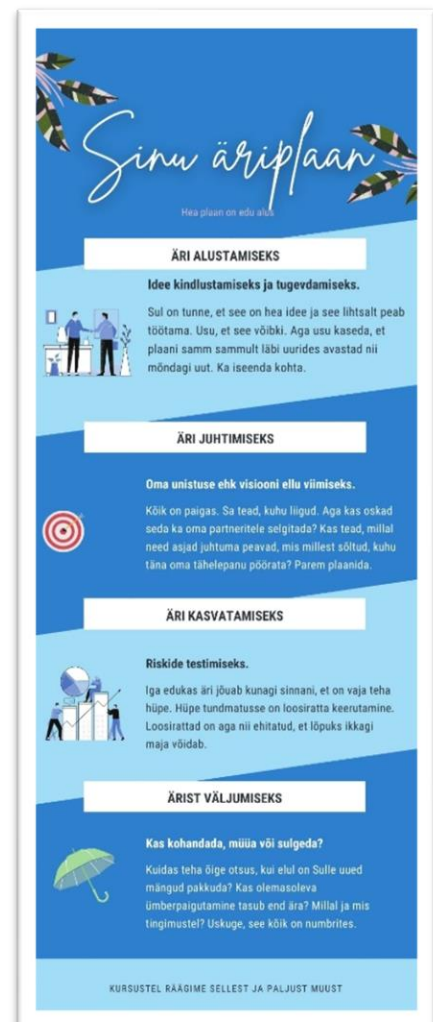 Sinu äriplaan
Hea plaan on edu alus
ÄRI ALUSTAMISEKS
Idee kindlustamiseks ja tugevdamiseks.
Sul on tunne, et see on hea idee ja see lihtsalt peab
töötama. Usu, et see võibki. Aga usu kaseda, et
plaani samm sammult läbi uurides avastad nii
mõndagi uut. Ka iseenda kohta.
ÄRI JUHTIMISEKS
Oma unistuse ehk visiooni ellu viimiseks.
Kõik on paigas. Sa tead, kuhu liigud. Aga kas oskad
seda ka oma partneritele selgitada? Kas tead, millal
need asjad juhtuma peavad, mis millest sõltud, kuhu
täna oma tähelepanu pöörata? Parem plaanida.
ÄRI KASVATAMISEKS
Riskide testimiseks.
Iga edukas äri jõuab kunagi sinnani, et on vaja teha
hüpe. Hüpe tundmatusse on loosiratta keerutamine.
Loosirattad on aga nii ehitatud, et lõpuks ikkagi
maja võidab.
ÄRIST VÄLJUMISEKS
Kas kohandada, müüa või sulgeda?
Kuidas teha õige otsus, kui elul on Sulle uued
mängud pakkuda? Kas olemasoleva
ümberpaigutamine tasub end ära? Millal ja mis
tingimustel? Uskuge, see kõik on numbrites.
KURSUSTEL RÄÄGIME SELLEST JA PALJUST MUUST